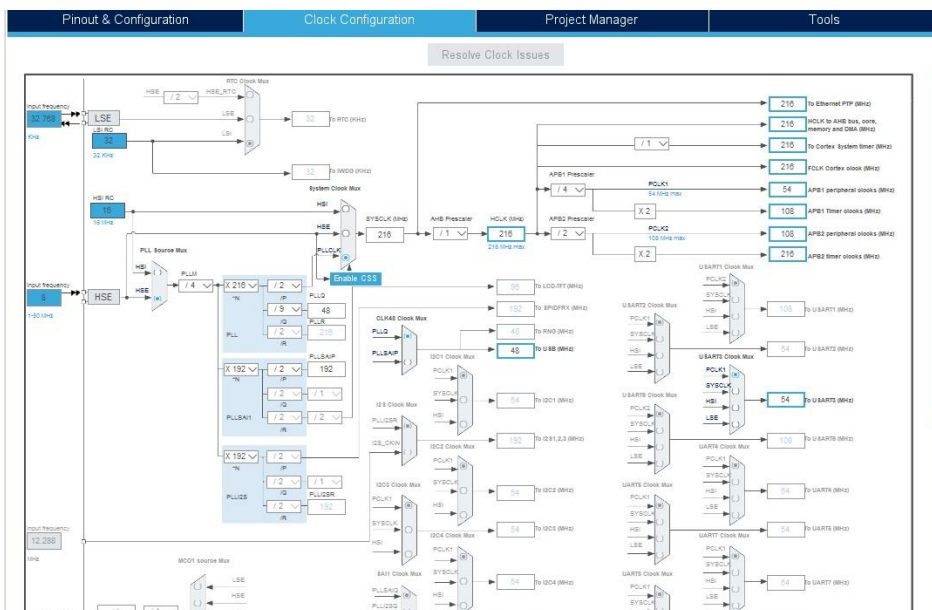 Pinout & Configuration
Clock Configuration
Project Manager
Tools
Resolve Clock Issues
RTC Clock Mux
HSE
/ 2
HSE_RTC
Input frequency
32.768
KHz
LSE
LSE
32
To RTC (KHz)
LSI RC
32
32 KHz
LSI
32
To IWDG (KHz)
216
To Ethernet PTP (MHz)
216
HCLK to AHB bus, core,
memory and DMA (MHz)
/ 1
216
To Cortex System timer (MHz)
216
FCLK Cortex clock (MHz)
APB1 Prescaler
/ 4
PCLK1
54 MHz max
54
APB1 peripheral clocks (MHz)
X 2
108
APB1 Timer clocks (MHz)
APB2 Prescaler
/ 2
PCLK2
108 MHz max
108
APB2 peripheral clocks (MHz)
X 2
216
APB2 timer clocks (MHz)
System Clock Mux
HSI RC
16
16 MHz
HSI
HSE
PLLCLK
SYSCLK (MHz)
216
AHB Prescaler
/ 1
HCLK (MHz)
216
216 MHz max
Enable CSS
PLL Source Mux
HSI
HSE
PLLM
/ 4
Input frequency
8
1-50 MHz
HSE
X 216
*N
/ 2
/P
PLLQ
/ 9
48
/Q
PLLR
PLL
/ 2
216
/R
PLLSAIP
X 192
*N
/ 2
192
/P
/ 2
/ 1
/Q
PLLSAI1
/ 2
/ 2
/R
X 192
*N
/ 2
/P
/ 2
/ 1
/Q
PLLI2SR
PLLI2S
/ 2
192
/R
96
To LCD-TFT (MHz)
192
To SPDIFRX (MHz)
CLK48 Clock Mux
PLLQ
PLLSAIP
48
To RNG (MHz)
48
To USB (MHz)
I2C1 Clock Mux
PCLK1
SYSCLK
HSI
54
To I2C1 (MHz)
I2S Clock Mux
PLLI2SR
I2S_CKIN
192
To I2S1,2,3 (MHz)
I2C2 Clock Mux
PCLK1
SYSCLK
HSI
54
To I2C2 (MHz)
I2C3 Clock Mux
PCLK1
SYSCLK
HSI
54
To I2C3 (MHz)
I2C4 Clock Mux
PCLK1
SYSCLK
54
To I2C4 (MHz)
Input frequency
12.288
MHz
MCO1 source Mux
LSE
HSE
SAI1 Clock Mux
PLLSAIQ
PLLI2SQ
USART1 Clock Mux
PCLK2
SYSCLK
HSI
LSE
108
To USART1 (MHz)
USART2 Clock Mux
PCLK1
SYSCLK
HSI
LSE
54
To USART2 (MHz)
USART3 Clock Mux
PCLK1
SYSCLK
HSI
LSE
54
To USART3 (MHz)
USART6 Clock Mux
PCLK2
SYSCLK
HSI
LSE
108
To USART6 (MHz)
UART4 Clock Mux
PCLK1
SYSCLK
HSI
LSE
54
To UART4 (MHz)
UART5 Clock Mux
PCLK1
SYSCLK
HSI
LSE
54
To UART5 (MHz)
UART7 Clock Mux
PCLK1
SYSCLK
HSI
LSE
54
To UART7 (MHz)
PCLK1
SYSCLK